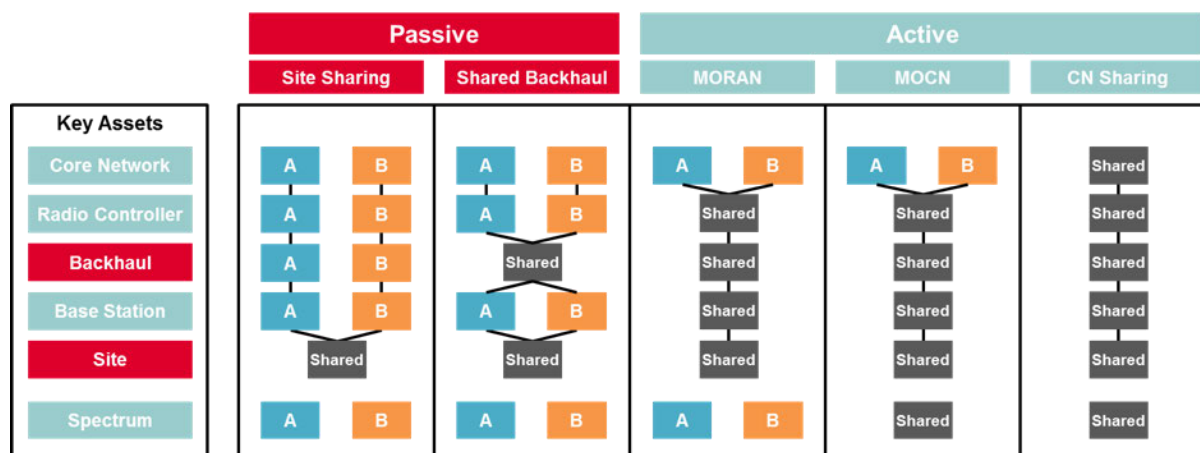 Passive Active
Site Sharing Shared Backhaul MORAN MOCN CN Sharing
Key Assets
Core Network A B A B A B A B Shared
Radio Controller A B A B Shared Shared Shared
Backhaul A B Shared Shared Shared Shared
Base Station A B A B Shared Shared Shared
Site Shared Shared Shared Shared Shared
Spectrum A B A B A B Shared Shared